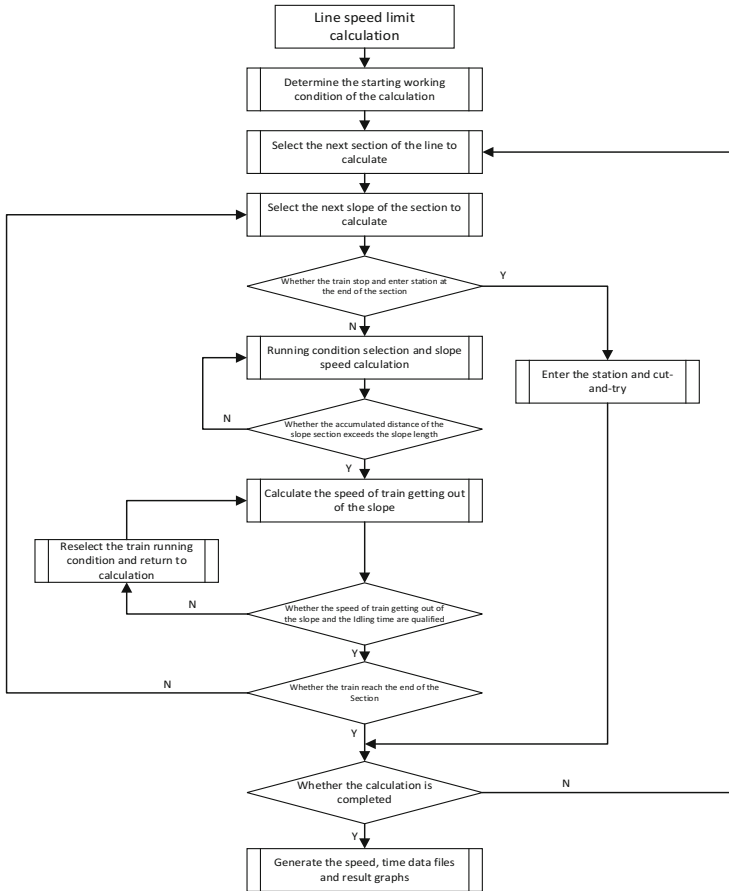 Line speed limit
calculation
Determine the starting working
condition of the calculation
Select the next section of the line to
calculate
Select the next slope of the section to
calculate
Whether the train stop and enter station at
the end of the section
Y
N
Running condition selection and slope
speed calculation
Enter the station and cut-
and-try
Whether the accumulated distance of the
slope section exceeds the slope length
N
Y
Calculate the speed of train getting out
of the slope
Reselect the train running
condition and return to
calculation
Whether the speed of train getting out of
the slope and the Idling time are qualified
N
Y
Whether the train reach the end of the
Section
N
Y
Whether the calculation is
completed
N
Y
Generate the speed, time data files
and result graphs